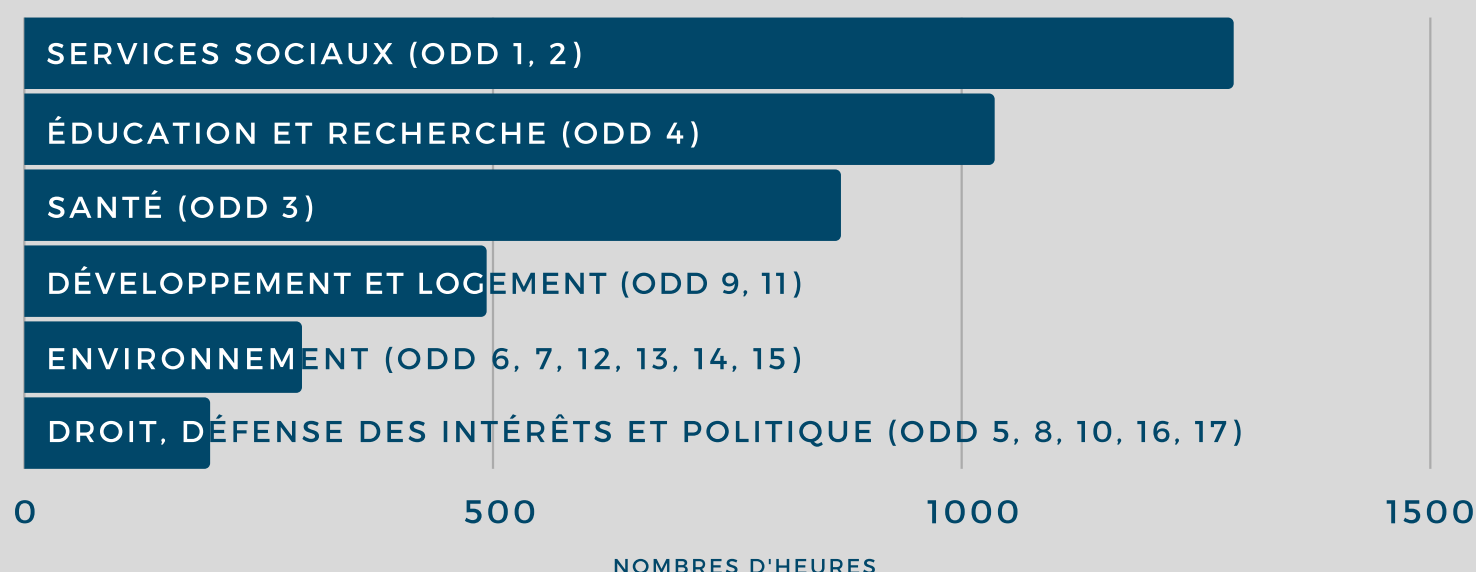 SERVICES SOCIAUX (ODD 1, 2)
ÉDUCATION ET RECHERCHE (ODD 4)
SANTÉ (ODD 3)
DÉVELOPPEMENT ET LOGEMENT (ODD 9, 11)
ENVIRONNEMENT (ODD 6, 7, 12, 13, 14, 15)
DROIT, DÉFENSE DES INTÉRÊTS ET POLITIQUE (ODD 5, 8, 10, 16, 17)
0 500 1000 1500
NOMBRES D'HEURES